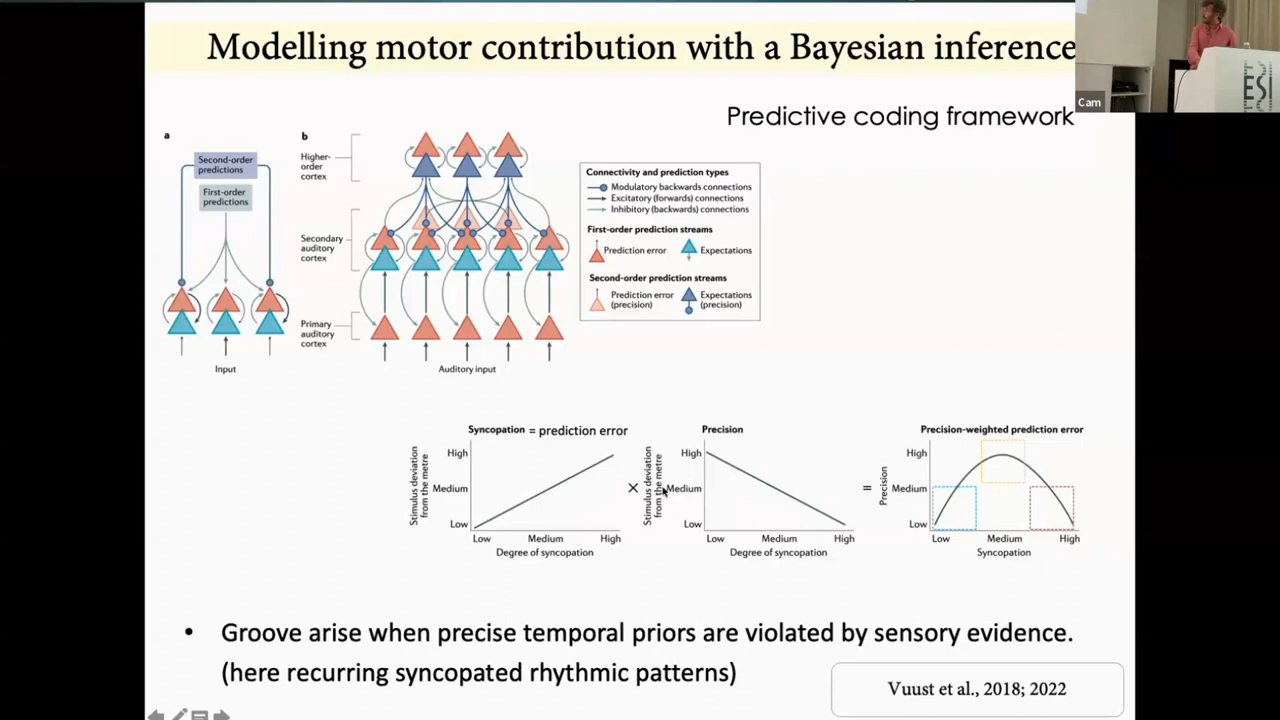 Modelling motor contribution with a Bayesian inference
Cam
ESI
Predictive coding framework
a
Second-order
predictions
First-order
predictions
Input
b
Higher-
order
cortex
Secondary
auditory
cortex
Primary
auditory
cortex
Auditory input
Connectivity and prediction types
Modulatory backwards connections
Excitatory (forwards) connections
Inhibitory (backwards) connections
First-order prediction streams
Prediction error
Expectations
Second-order prediction streams
Prediction error
(precision)
Expectations
(precision)
Syncopation = prediction error
Stimulus deviation
from the metre
High
Medium
Low
Low Medium High
Degree of syncopation
×
Precision
Stimulus deviation
from the metre
High
Medium
Low
Low Medium High
Degree of syncopation
=
Precision-weighted prediction error
Precision
High
Medium
Low
Low Medium High
Syncopation
• Groove arise when precise temporal priors are violated by sensory evidence.
(here recurring syncopated rhythmic patterns)
Vuust et al., 2018; 2022